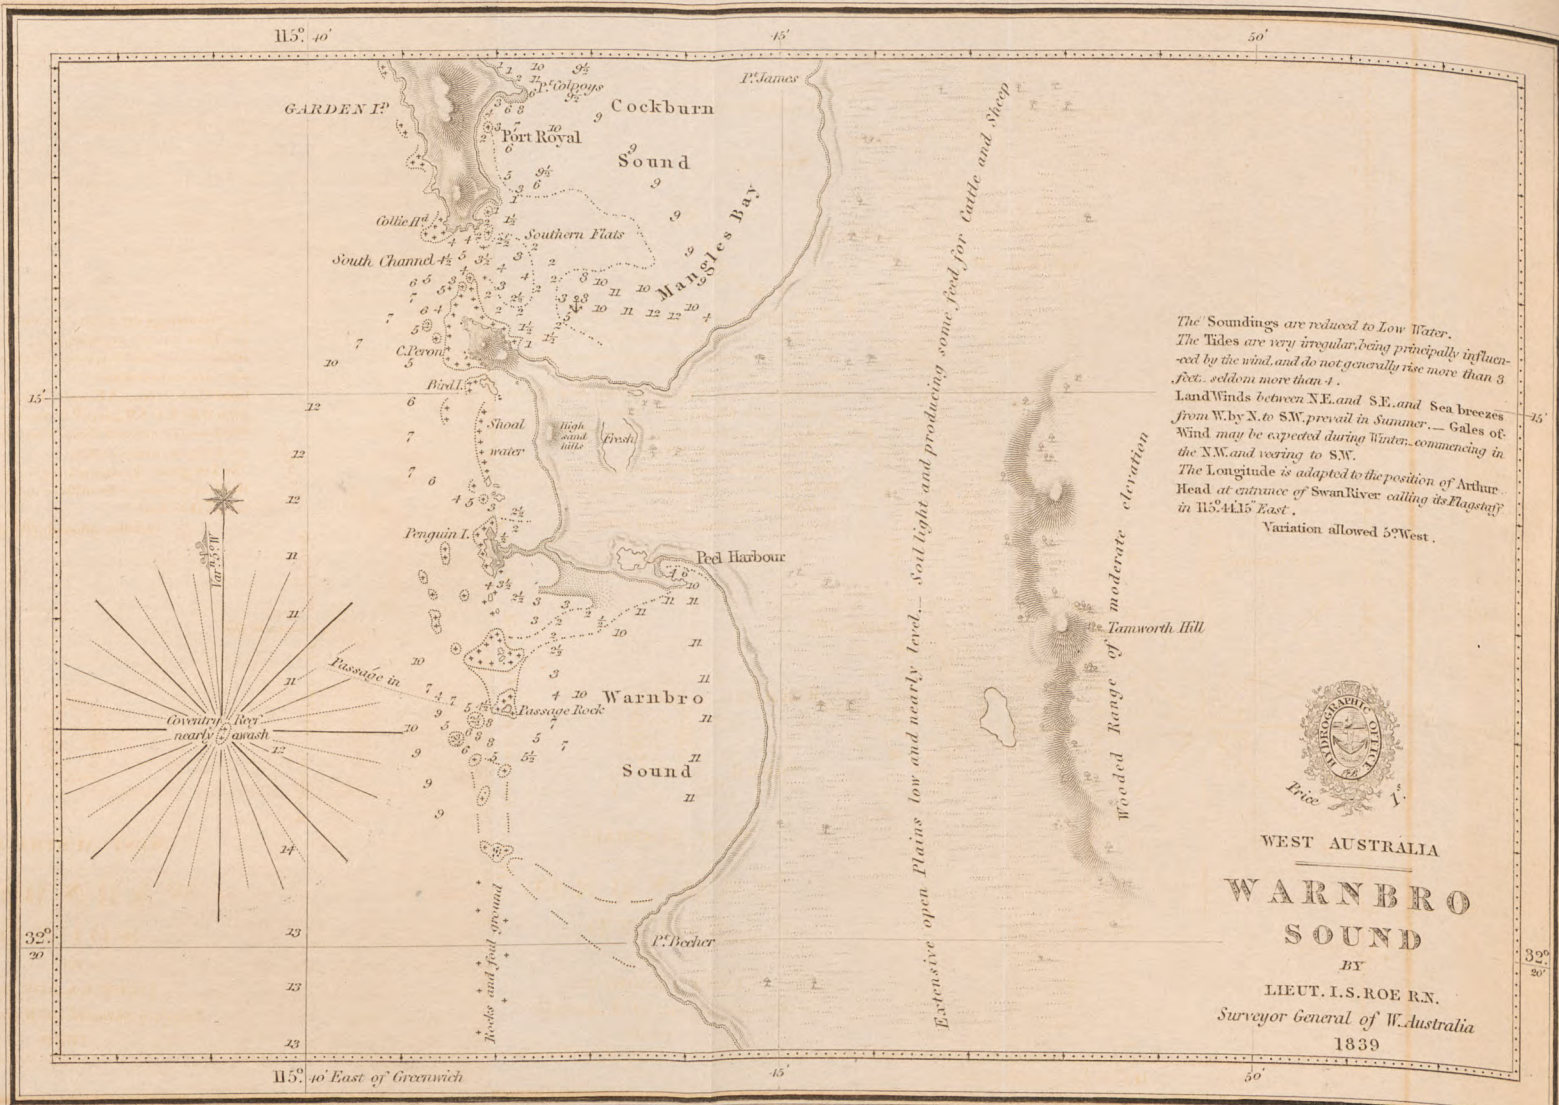 115° 40'
45'
50'
GARDEN Id.
Pt. Colpoys
Pt. James
Cockburn
Sound
Port Royal
Mangles Bay
Collie Hd.
Southern Flats
South Channel
C. Peron
Bird I.
15'
15'
Shoal
water
High
sand
hills
Fresh
Penguin I.
Peel Harbour
Passage in
Passage Rock
Warnbro
Sound
Varn. 5° W.
Coventry Reef
nearly awash
Rocks and foul ground
Pt. Becher
Extensive open Plains low and nearly level. Soil light and producing some feed for Cattle and Sheep
Wooded Range of moderate elevation
Tamworth Hill
The Soundings are reduced to Low Water.
The Tides are very irregular, being principally influen-
-ced by the wind, and do not generally rise more than 3
feet, seldom more than 4.
Land Winds between N.E. and S.E. and Sea breezes
from W. by N. to S.W. prevail in Summer. Gales of
Wind may be expected during Winter, commencing in
the N.W. and veering to S.W.
The Longitude is adapted to the position of Arthur
Head at entrance of Swan River calling its Flagstaff
in 115° 44' 15" East.
Variation allowed 5° West.
HYDROGRAPHIC OFFICE
Price 1s.
WEST AUSTRALIA
WARNBRO
SOUND
BY
LIEUT. I. S. ROE R.N.
Surveyor General of W. Australia
1839
32°
20'
32°
20'
115° 40' East of Greenwich
45'
50'